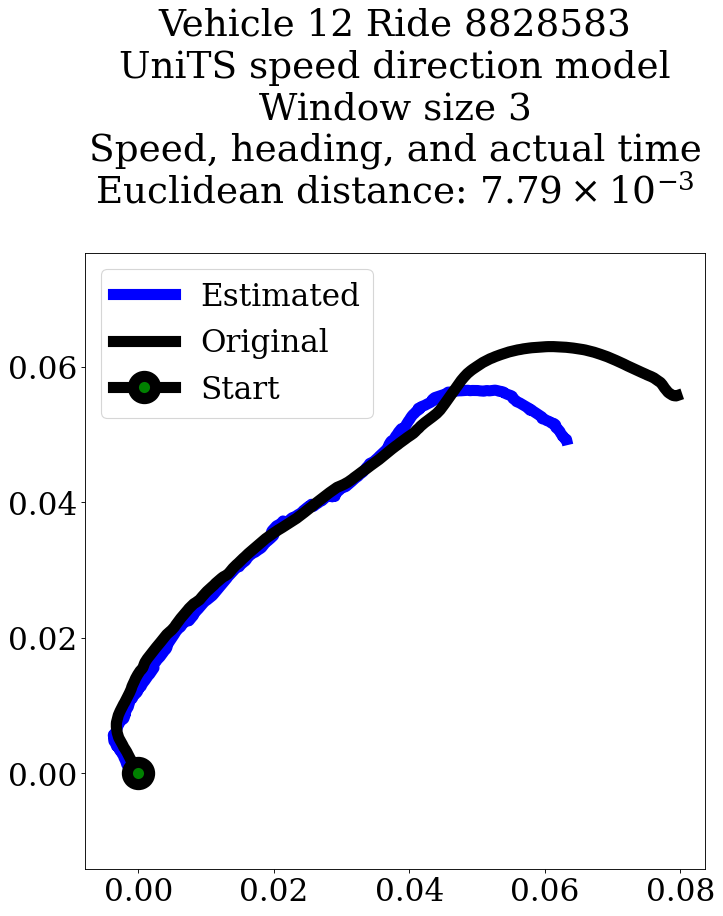 Vehicle 12 Ride 8828583
UniTS speed direction model
Window size 3
Speed, heading, and actual time
Euclidean distance: 7.79 × 10⁻³
Estimated
Original
Start
0.06
0.04
0.02
0.00
0.00 0.02 0.04 0.06 0.08